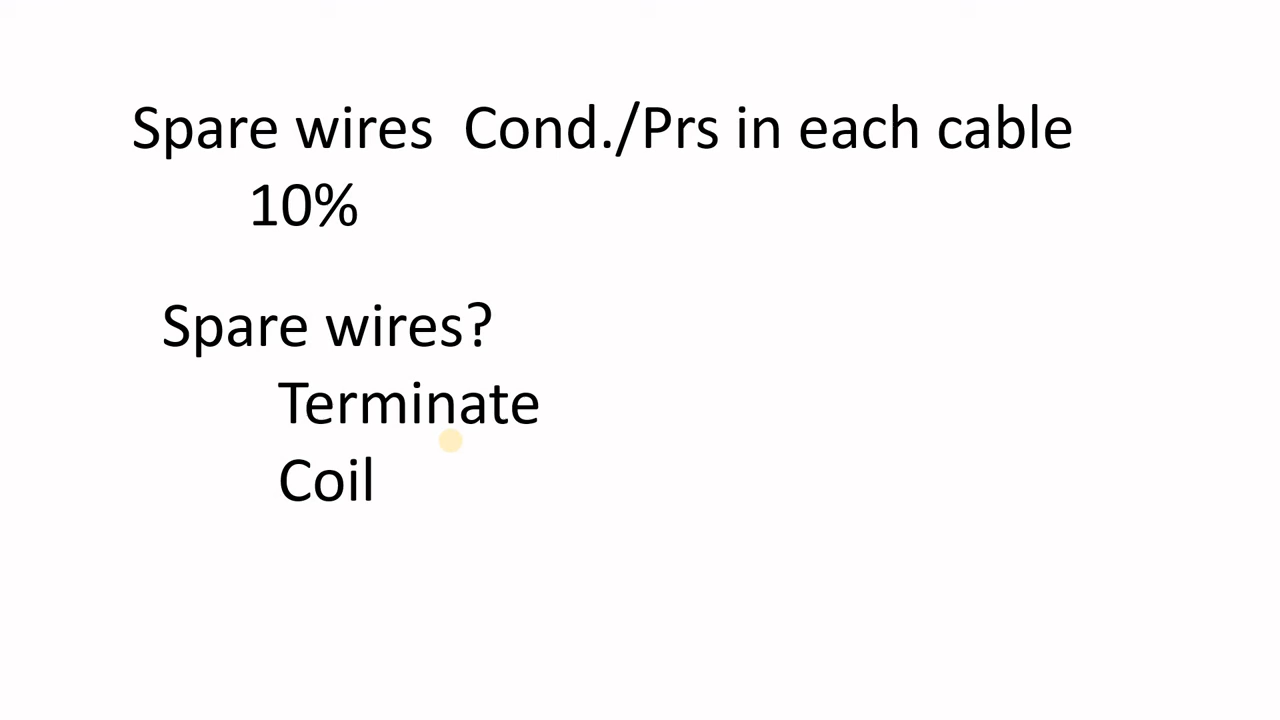 Spare wires  Cond./Prs in each cable
10%
Spare wires?
Terminate
Coil